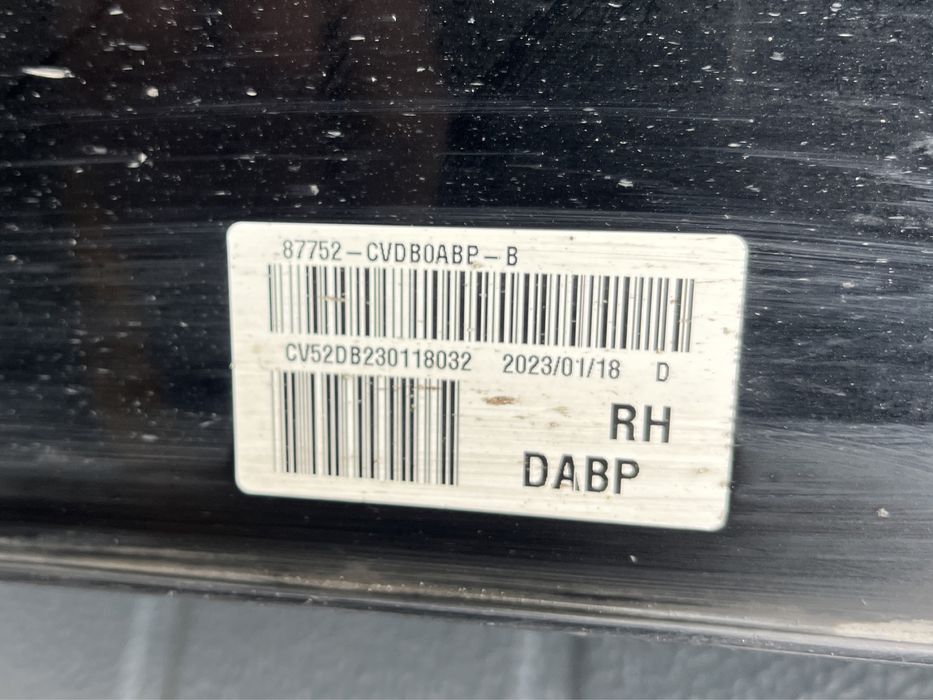 87752-CVDB0ABP-B
CV52DB230118032 2023/01/18 D
RH
DABP